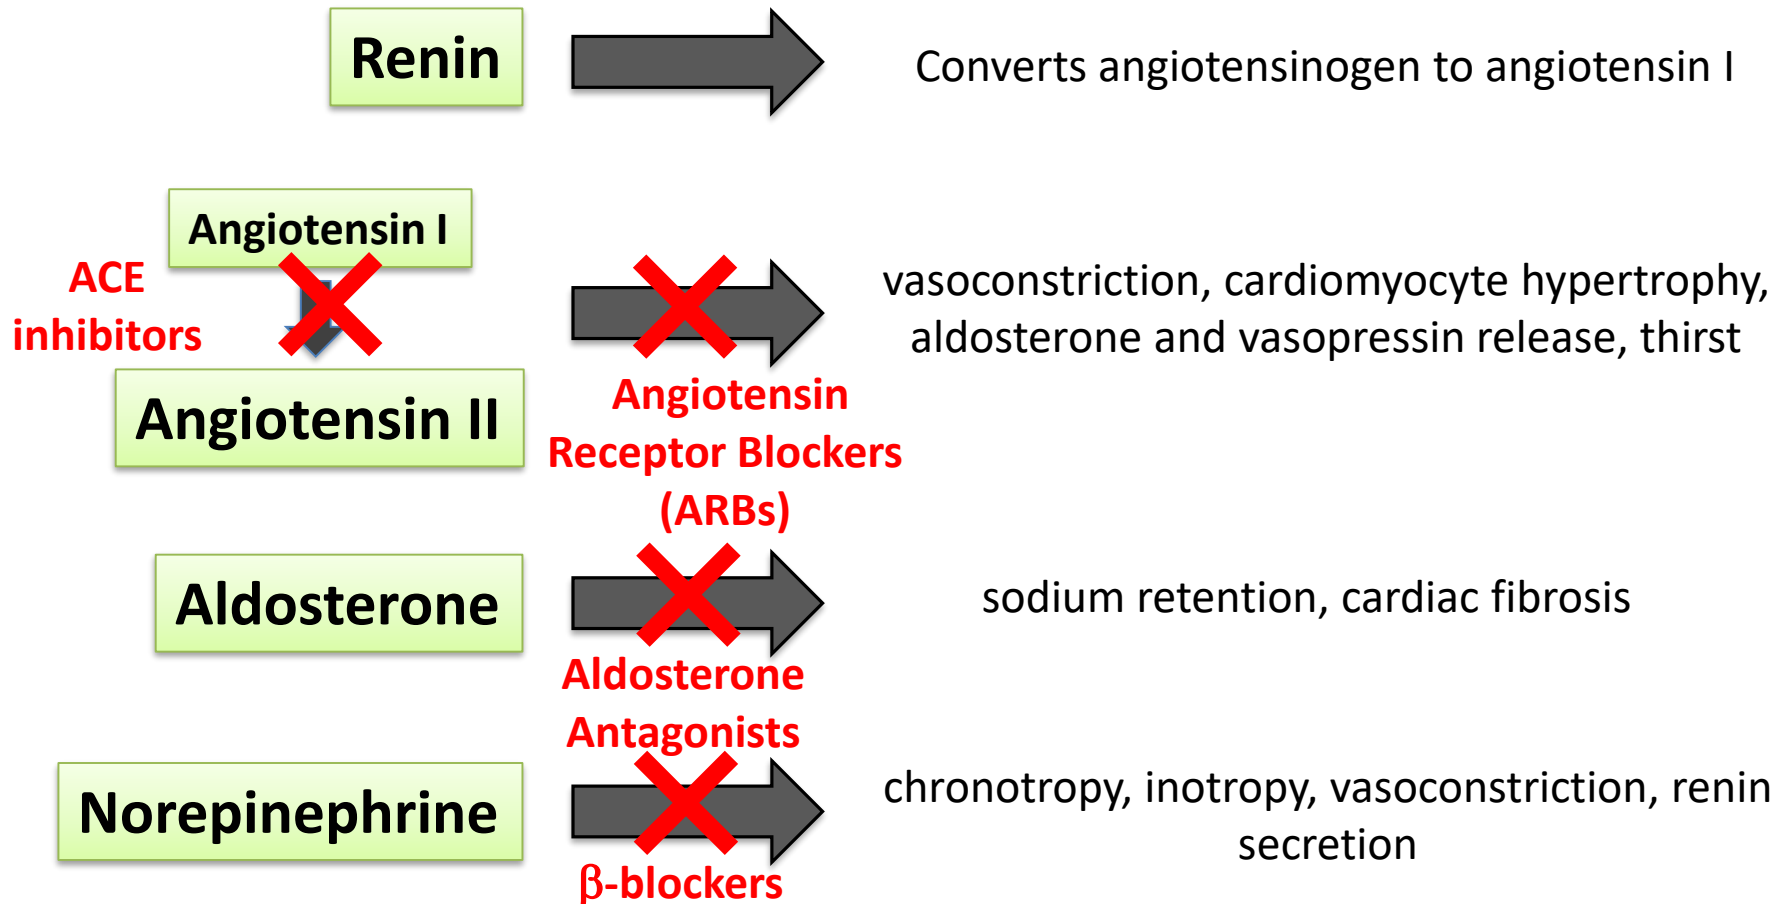 Renin
Converts angiotensinogen to angiotensin I
Angiotensin I
ACE
inhibitors
vasoconstriction, cardiomyocyte hypertrophy,
aldosterone and vasopressin release, thirst
Angiotensin II
Angiotensin
Receptor Blockers
(ARBs)
Aldosterone
sodium retention, cardiac fibrosis
Aldosterone
Antagonists
Norepinephrine
chronotropy, inotropy, vasoconstriction, renin
secretion
β-blockers